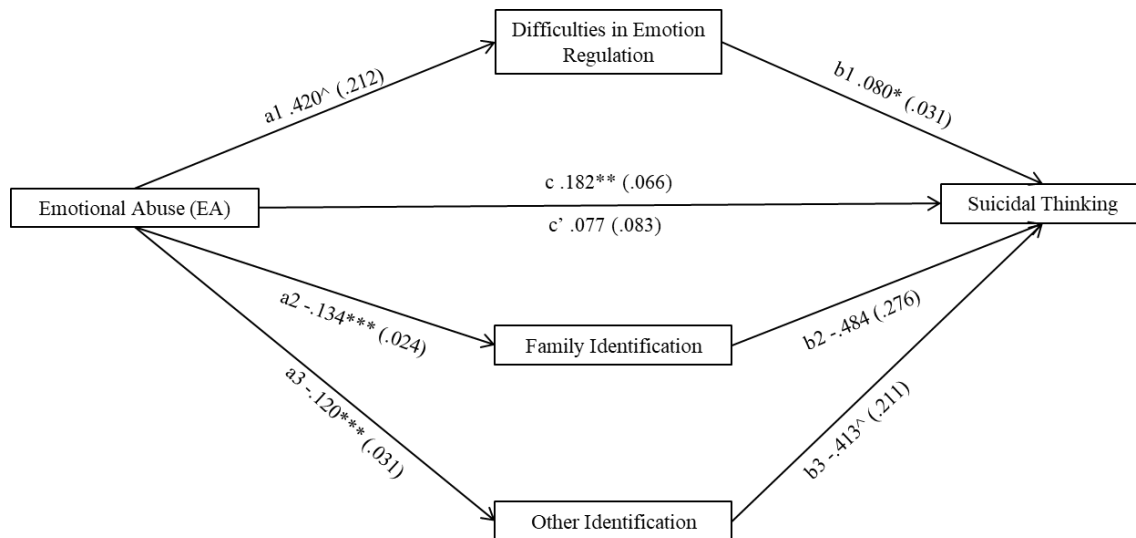 Difficulties in Emotion
Regulation
a1 .420^ (.212)
b1 .080* (.031)
Emotional Abuse (EA)
c .182** (.066)
c’ .077 (.083)
Suicidal Thinking
a2 -.134*** (.024)
Family Identification
b2 -.484 (.276)
a3 -.120*** (.031)
b3 -.413^ (.211)
Other Identification